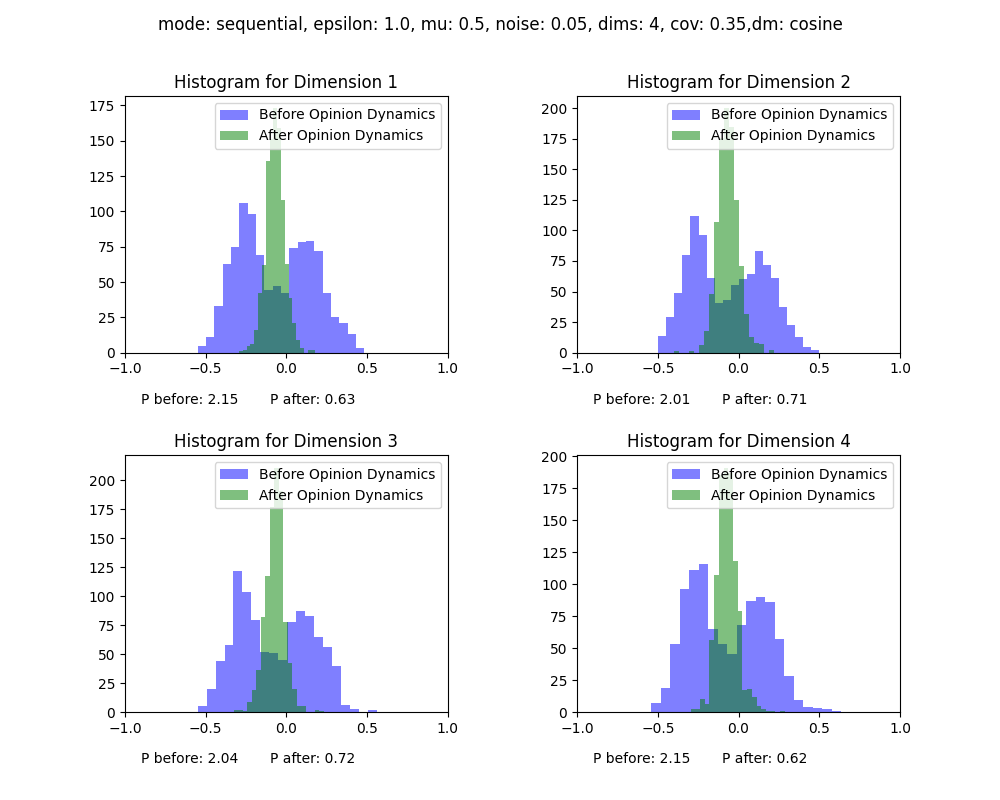 mode: sequential, epsilon: 1.0, mu: 0.5, noise: 0.05, dims: 4, cov: 0.35,dm: cosine
Histogram for Dimension 1
Before Opinion Dynamics
After Opinion Dynamics
175
150
125
100
75
50
25
0
−1.0 −0.5 0.0 0.5 1.0
P before: 2.15 P after: 0.63
Histogram for Dimension 2
Before Opinion Dynamics
After Opinion Dynamics
200
175
150
125
100
75
50
25
0
−1.0 −0.5 0.0 0.5 1.0
P before: 2.01 P after: 0.71
Histogram for Dimension 3
Before Opinion Dynamics
After Opinion Dynamics
200
175
150
125
100
75
50
25
0
−1.0 −0.5 0.0 0.5 1.0
P before: 2.04 P after: 0.72
Histogram for Dimension 4
Before Opinion Dynamics
After Opinion Dynamics
200
175
150
125
100
75
50
25
0
−1.0 −0.5 0.0 0.5 1.0
P before: 2.15 P after: 0.62